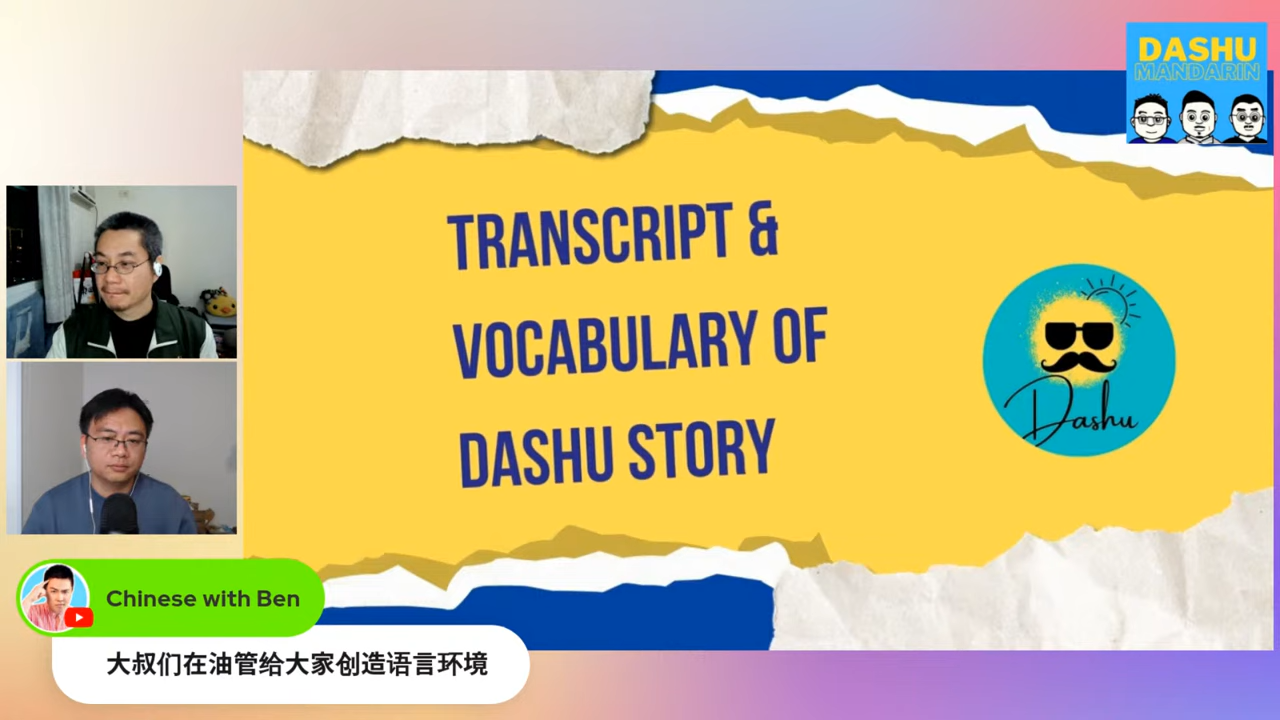 DASHU
MANDARIN
TRANSCRIPT &
VOCABULARY OF
DASHU STORY
Dashu
Chinese with Ben
大叔们在油管给大家创造语言环境